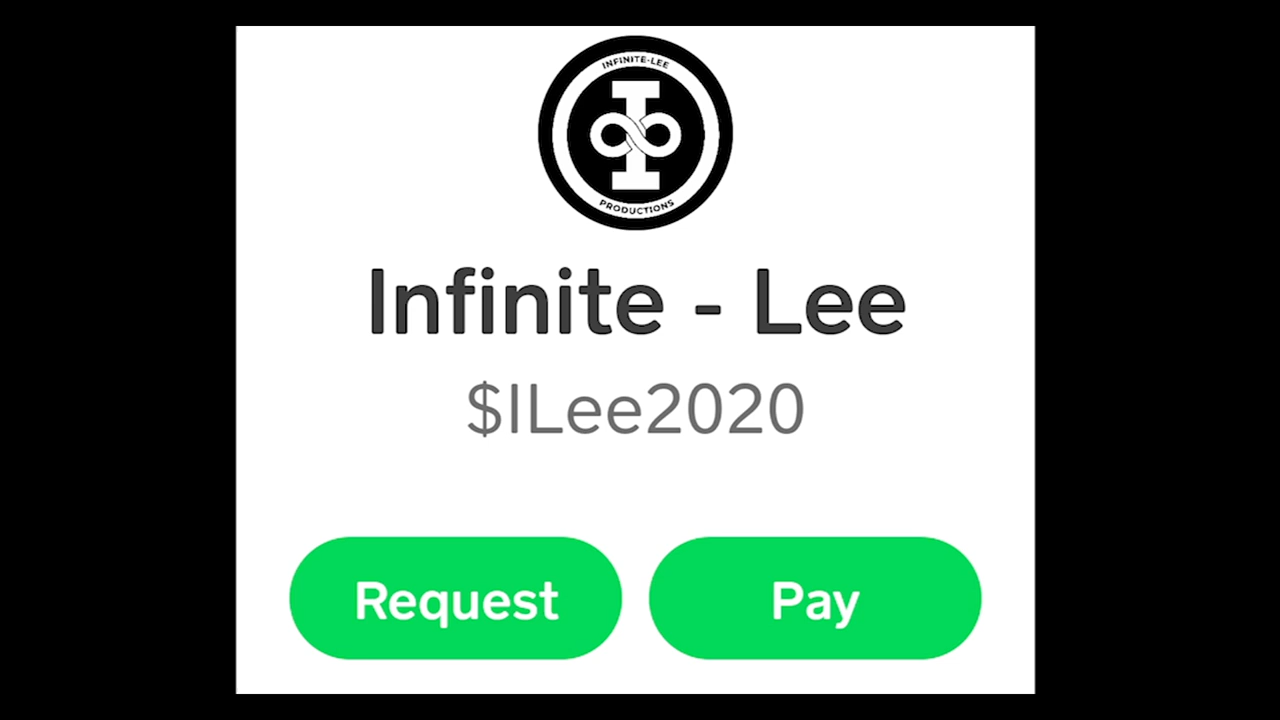 INFINITE-LEE
PRODUCTIONS
Infinite - Lee
$ILee2020
Request Pay